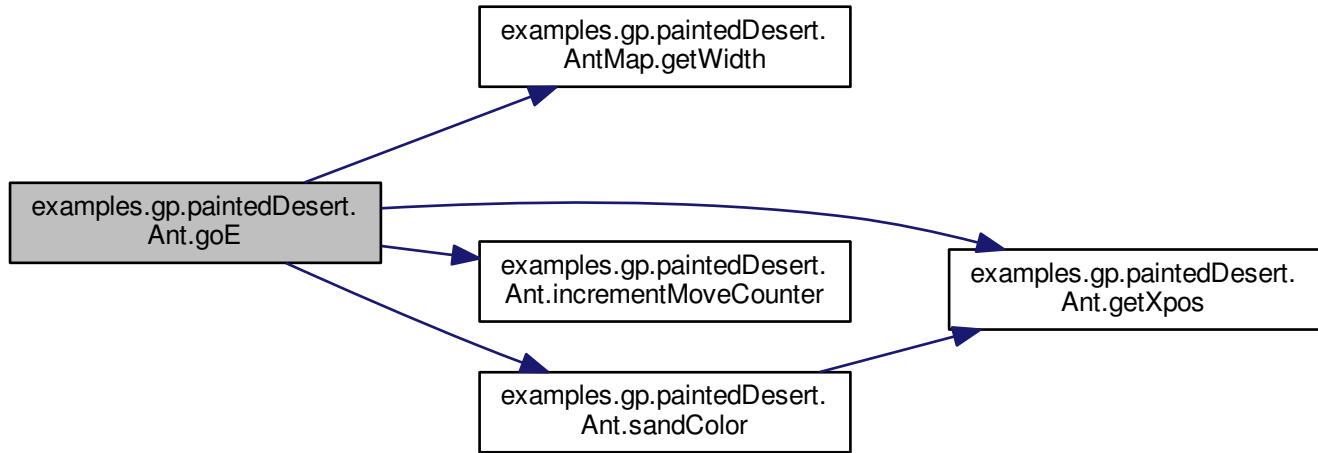 examples.gp.paintedDesert.
AntMap.getWidth
examples.gp.paintedDesert.
Ant.goE
examples.gp.paintedDesert.
Ant.incrementMoveCounter
examples.gp.paintedDesert.
Ant.getXpos
examples.gp.paintedDesert.
Ant.sandColor